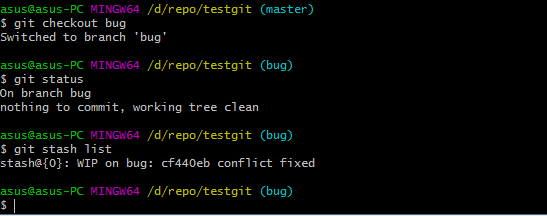 asus@asus-PC MINGW64 /d/repo/testgit (master)
$ git checkout bug
Switched to branch 'bug'
asus@asus-PC MINGW64 /d/repo/testgit (bug)
$ git status
On branch bug
nothing to commit, working tree clean
asus@asus-PC MINGW64 /d/repo/testgit (bug)
$ git stash list
stash@{0}: WIP on bug: cf440eb conflict fixed
asus@asus-PC MINGW64 /d/repo/testgit (bug)
$